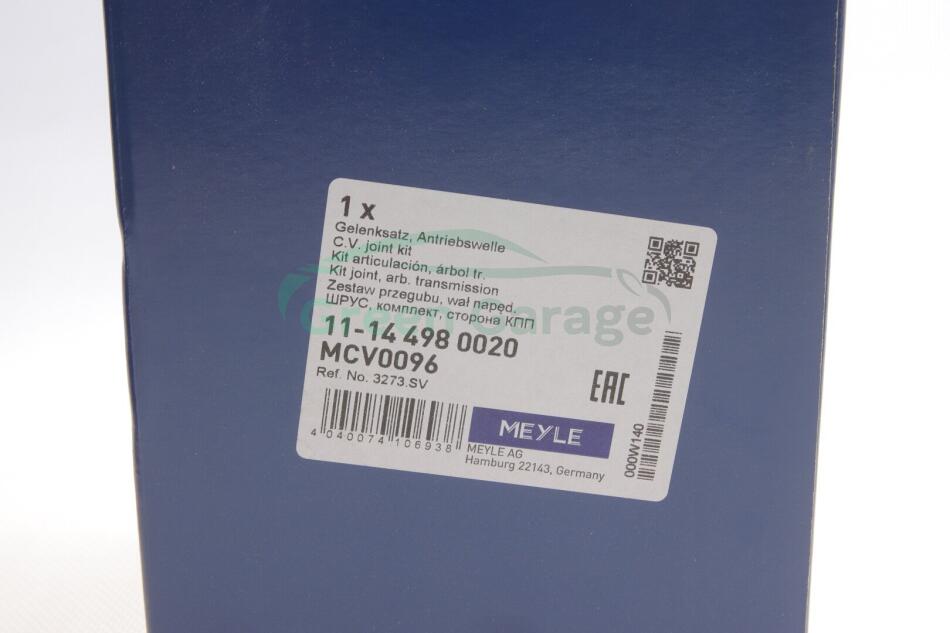 1 x
Gelenksatz, Antriebswelle
C.V. joint kit
Kit articulación, árbol tr.
Kit joint, arb. transmission
Zestaw przegubu, wał napęd.
ШРУС, комплект, сторона КПП
Green Garage
11-14 498 0020
MCV0096
Ref. No. 3273.SV
EAC
4 040074 106938
MEYLE
MEYLE AG
Hamburg 22143, Germany
000W140